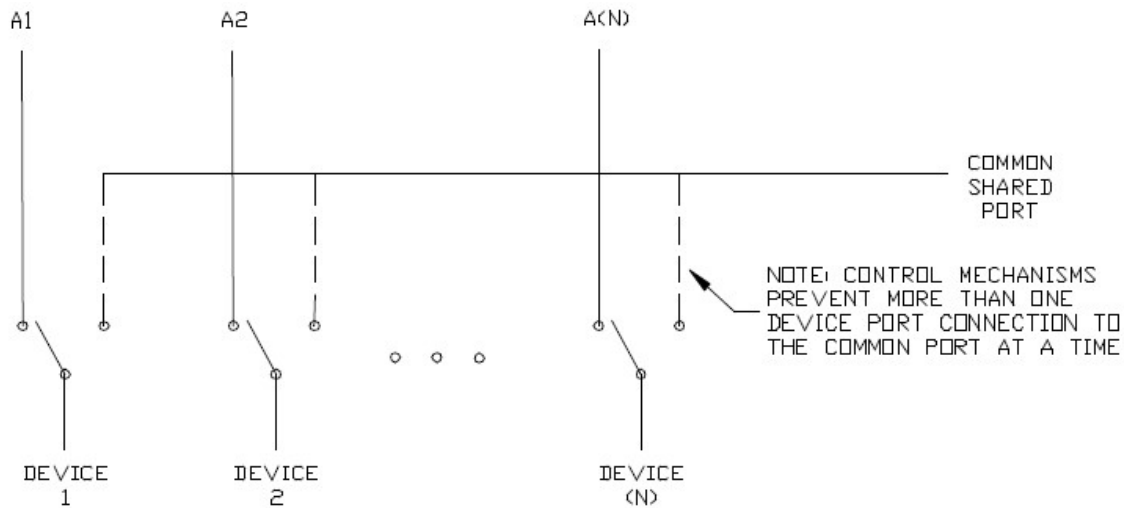 A1
A2
A(N)
COMMON
SHARED
PORT
NOTE: CONTROL MECHANISMS
PREVENT MORE THAN ONE
DEVICE PORT CONNECTION TO
THE COMMON PORT AT A TIME
DEVICE
1
DEVICE
2
DEVICE
(N)